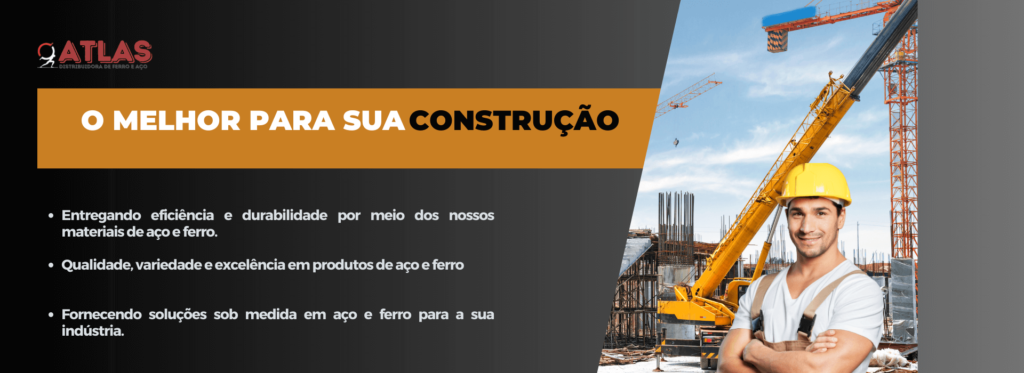 ATLAS
DISTRIBUIDORA DE FERRO E AÇO
O MELHOR PARA SUA CONSTRUÇÃO
Entregando eficiência e durabilidade por meio dos nossos
materiais de aço e ferro.
Qualidade, variedade e excelência em produtos de aço e ferro
Fornecendo soluções sob medida em aço e ferro para a sua
indústria.